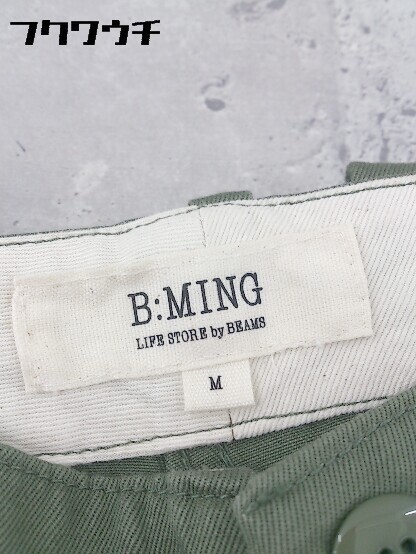 フクワウチ
B:MING
LIFE STORE by BEAMS
M